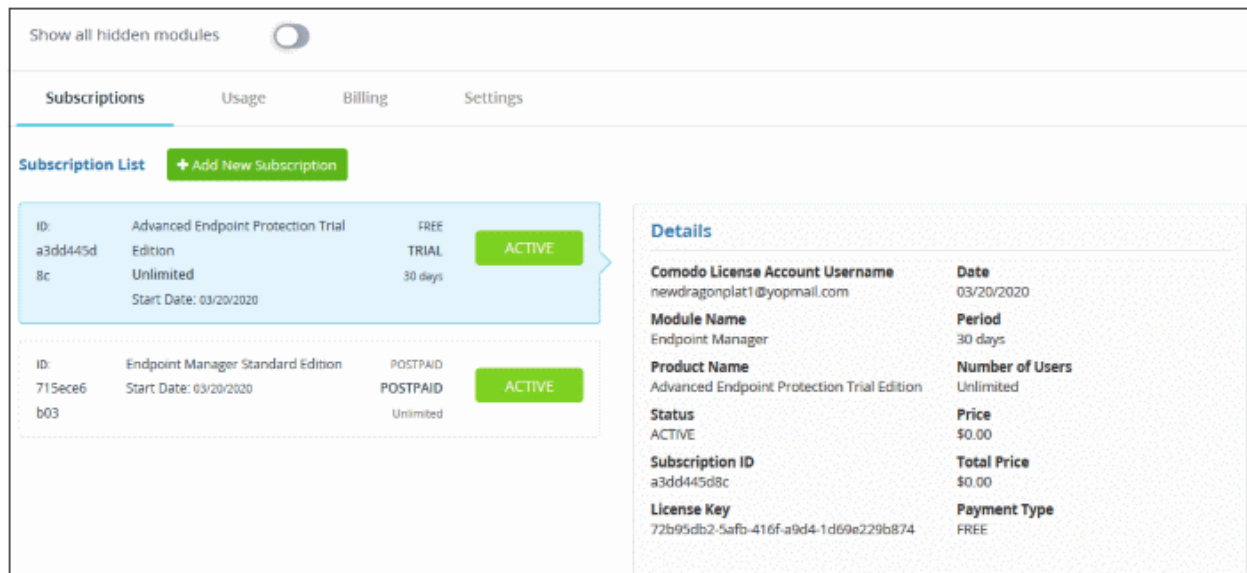 Show all hidden modules
Subscriptions Usage Billing Settings
Subscription List + Add New Subscription
ID: Advanced Endpoint Protection Trial FREE
a3dd445d Edition TRIAL ACTIVE
8c Unlimited 30 days
Start Date: 03/20/2020
ID: Endpoint Manager Standard Edition POSTPAID
715ece6 Start Date: 03/20/2020 POSTPAID ACTIVE
b03 Unlimited
Details
Comodo License Account Username Date
newdragonplat1@yopmail.com 03/20/2020
Module Name Period
Endpoint Manager 30 days
Product Name Number of Users
Advanced Endpoint Protection Trial Edition Unlimited
Status Price
ACTIVE $0.00
Subscription ID Total Price
a3dd445d8c $0.00
License Key Payment Type
72b95db2-5afb-416f-a9d4-1d69e229b874 FREE